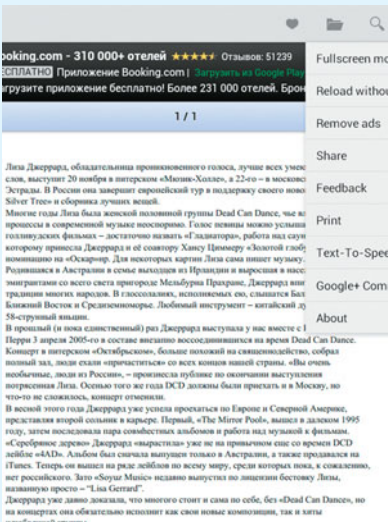 ooking.com - 310 000+ отелей ★★★★⯨ Отзывов: 51239
ЕСПЛАТНО Приложение Booking.com | Загрузить из Google Play
агрузите приложение бесплатно! Более 231 000 отелей. Брон
Fullscreen mo
Reload withou
Remove ads
Share
Feedback
Print
Text-To-Spee
Google+ Com
About
1 / 1
Лиза Джеррард, обладательница проникновенного голоса, лучше всех умеет
слов, выступит 20 ноября в питерском «Мюзик-Холле», а 22-го – в московс
Эстрады. В России она завершит европейский тур в поддержку своего ново
Silver Tree» и сборника лучших вещей.
Многие годы Лиза была женской половиной группы Dead Can Dance, чье вл
процессы в современной музыке неоспоримо. Голос певицы можно услыша
голливудских фильмах – достаточно назвать «Гладиатора», работа над саун
которому принесла Джеррард и её соавтору Хансу Циммеру «Золотой глобу
номинацию на «Оскар»ир. Для некоторых картин Лиза сама пишет музыку.
Родившаяся в Австралии в семье выходцев из Ирландии и выросшая в насе
эмигрантами со всего света пригороде Мельбурна Прахране, Джеррард впит
традиции многих народов. В глоссолалиях, исполняемых ею, слышатся Бал
Ближний Восток и Средиземноморье. Любимый инструмент - китайский ду
58-струнный яньцин.
В прошлый (и пока единственный) раз Джеррард выступала у нас вместе с
Перри 3 апреля 2005-го в составе внезапно воссоединившихся на время Dead Can Dance.
Концерт в питерском «Октябрьском», больше похожий на священнодейство, собрал
полный зал, люди ехали «причаститься» со всех концов нашей страны. «Вы очень
необычные, люди из России», – произнесла публике по окончании выступления
потрясенная Лиза. Осенью того же года DCD должны были приехать и в Москву, но
что-то не сложилось, концерт отменили.
В весной этого года Джеррард уже успела проехаться по Европе и Северной Америке,
представляя второй сольник в карьере. Первый, «The Mirror Pool», вышел в далеком 1995
году, затем последовала пара совместных альбомов и работа над музыкой к фильмам.
«Серебряное дерево» Джеррард «вырастила» уже не на привычном еще со времен DCD
лейбле «4AD». Альбом был сначала выпущен только в Австралии, а также продавался на
iTunes. Теперь он вышел на ряде лейблов по всему миру, среди которых пока, к сожалению,
нет российского. Зато «Soyuz Music» недавно выпустил по лицензии бестовку Лизы,
названную просто – “Lisa Gerrard”.
Джеррард уже давно доказала, что многого стоит и сама по себе, без «Dead Can Dance», но
на концертах она обязательно исполнит как свои новые композиции, так и хиты